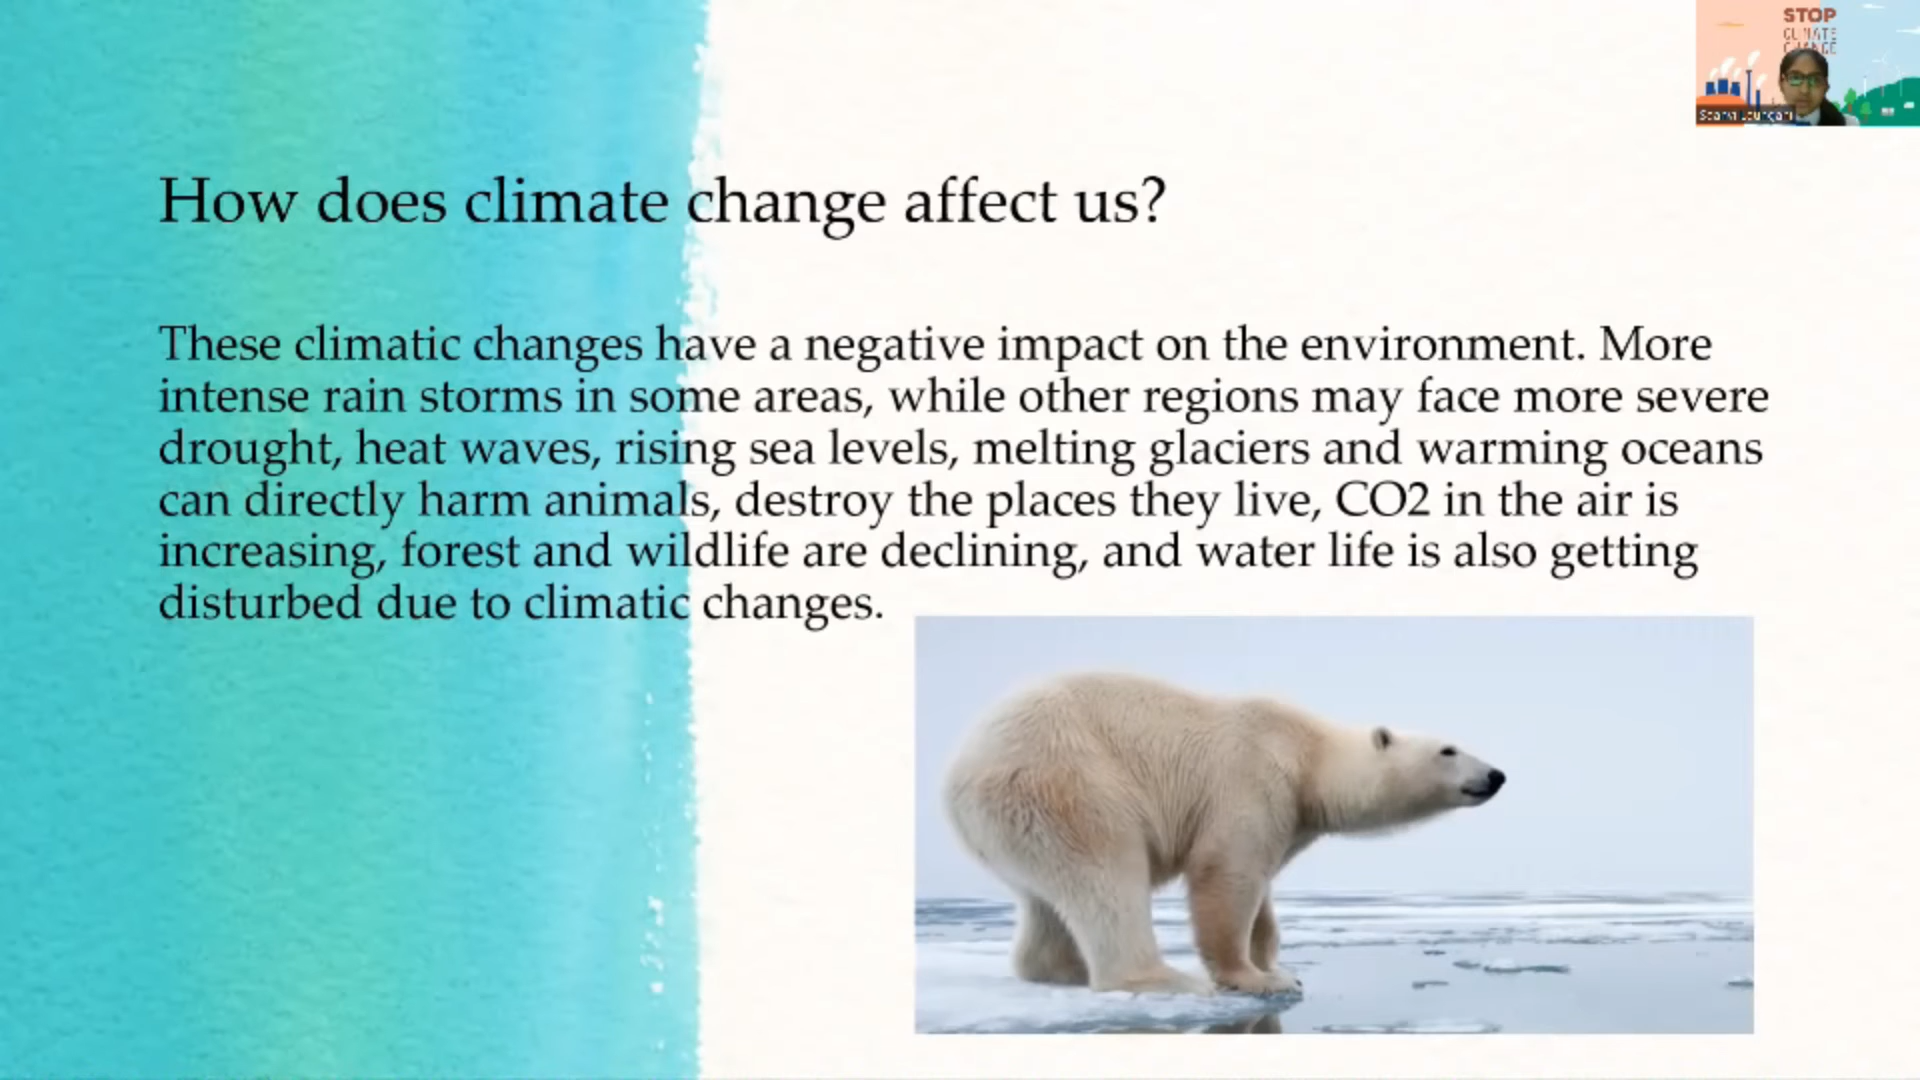 STOP
CLIMATE
CHANGE
How does climate change affect us?
These climatic changes have a negative impact on the environment. More
intense rain storms in some areas, while other regions may face more severe
drought, heat waves, rising sea levels, melting glaciers and warming oceans
can directly harm animals, destroy the places they live, CO2 in the air is
increasing, forest and wildlife are declining, and water life is also getting
disturbed due to climatic changes.